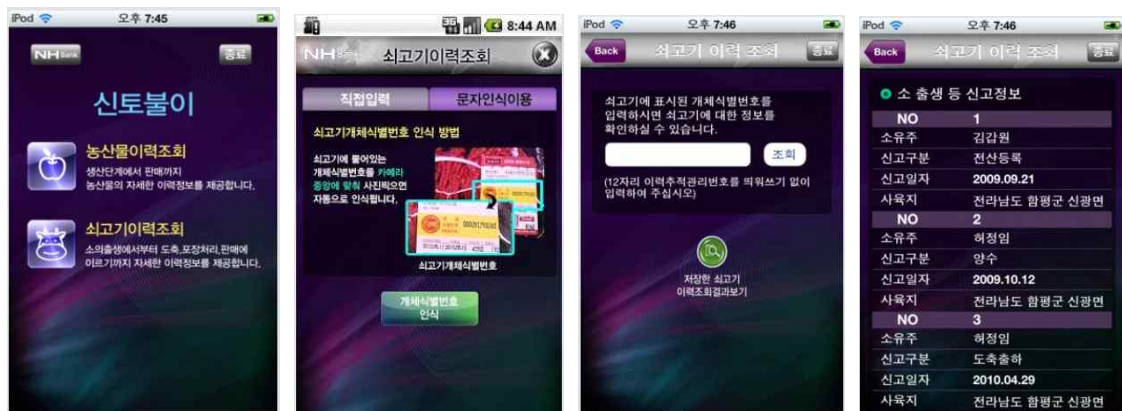 iPod 오후 7:45
NH Bank 종료
신토불이
농산물이력조회
생산단계에서 판매까지
농산물의 자세한 이력정보를 제공합니다.
쇠고기이력조회
소의출생에서부터 도축,포장처리,판매에
이르기까지 자세한 이력정보를 제공합니다.
3G 8:44 AM
NH 쇠고기이력조회
직접입력 문자인식이용
쇠고기개체식별번호 인식 방법
쇠고기에 붙어있는
개체식별번호를 카메라
중앙에 맞춰 사진찍으면
자동으로 인식됩니다.
쇠고기개체식별번호
개체식별번호
인식
iPod 오후 7:46
Back 쇠고기 이력 조회 종료
쇠고기에 표시된 개체식별번호를
입력하시면 쇠고기에 대한 정보를
확인하실 수 있습니다.
조회
(12자리 이력추적관리번호를 띄워쓰기 없이
입력하여 주십시오)
저장한 쇠고기
이력조회결과보기
iPod 오후 7:46
Back 쇠고기 이력 조회 종료
소 출생 등 신고정보
NO 1
소유주 김갑원
신고구분 전산등록
신고일자 2009.09.21
사육지 전라남도 함평군 신광면
NO 2
소유주 허정임
신고구분 양수
신고일자 2009.10.12
사육지 전라남도 함평군 신광면
NO 3
소유주 허정임
신고구분 도축출하
신고일자 2010.04.29
사육지 전라남도 함평군 신광면